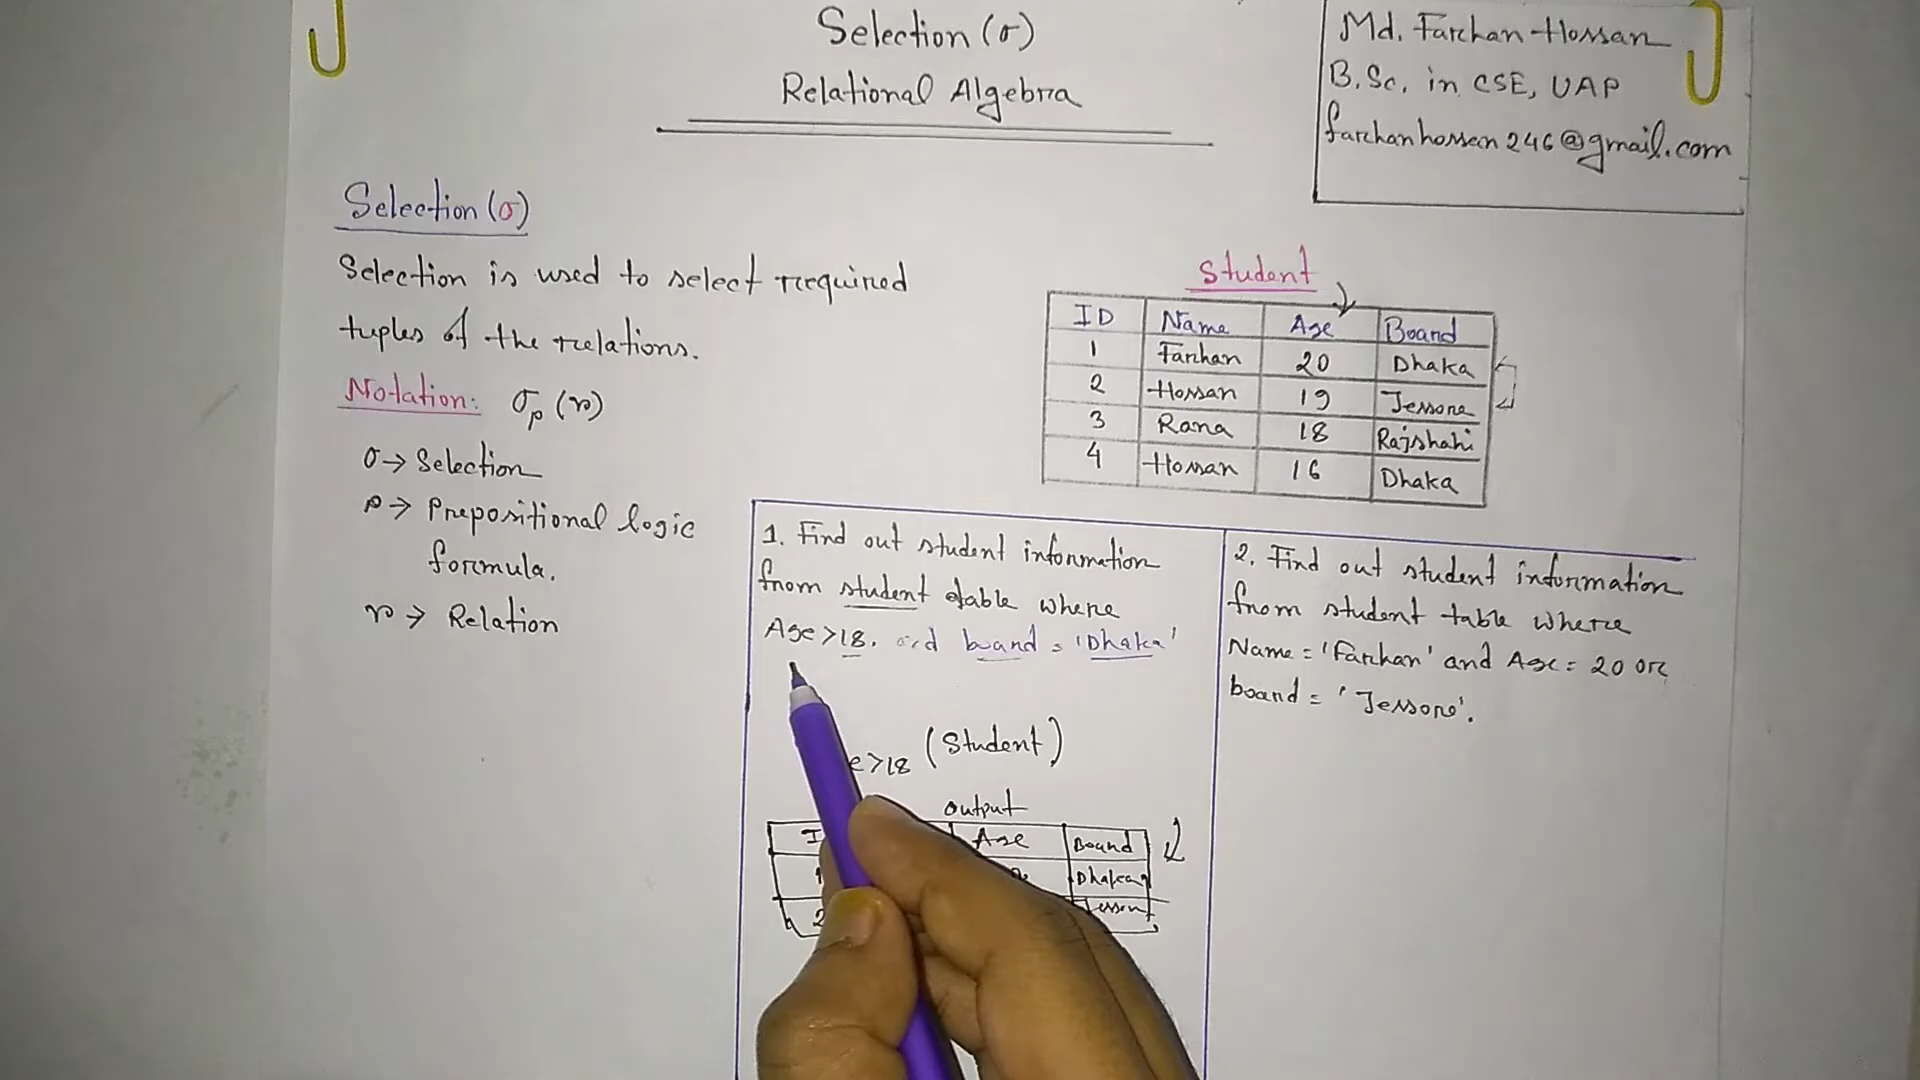 Selection (σ)
Relational Algebra
Md. Farhan Hossan
B.Sc. in CSE, UAP
farhanhossan246@gmail.com
Selection (σ)
Selection is used to select required
tuples of the relations.
Notation: σp (r)
σ → Selection
p → Prepositional logic
formula.
r → Relation
Student
ID Name Age Board
1 Farhan 20 Dhaka
2 Hossan 19 Jessore
3 Rana 18 Rajshahi
4 Hossan 16 Dhaka
1. Find out student information
from student table where
Age > 18. and board = 'Dhaka'
e>18 (Student)
output
I Age Board
1 Dhaka
2
2. Find out student information
from student table where
Name = 'Farhan' and Age = 20 or
board = 'Jessore'.